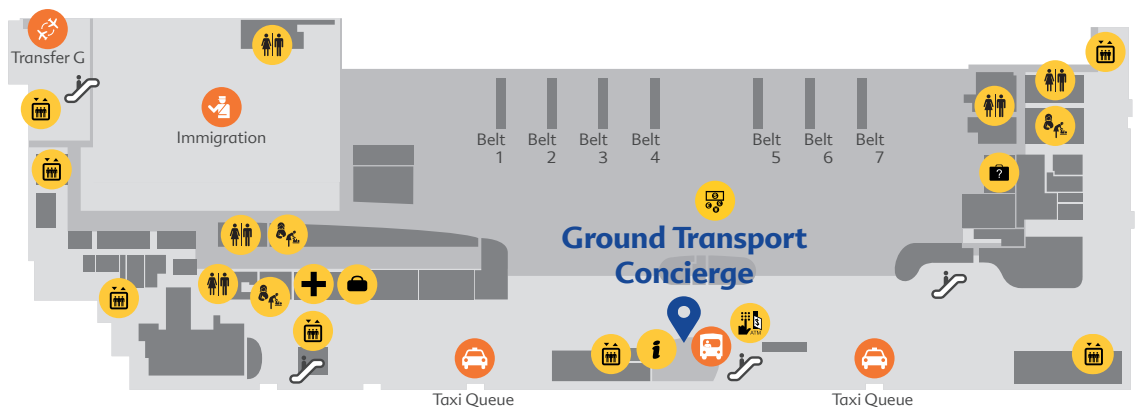 Transfer G
Immigration
Belt
1
Belt
2
Belt
3
Belt
4
Belt
5
Belt
6
Belt
7
?
$
Ground Transport
Concierge
i
$
ATM
Taxi Queue
Taxi Queue